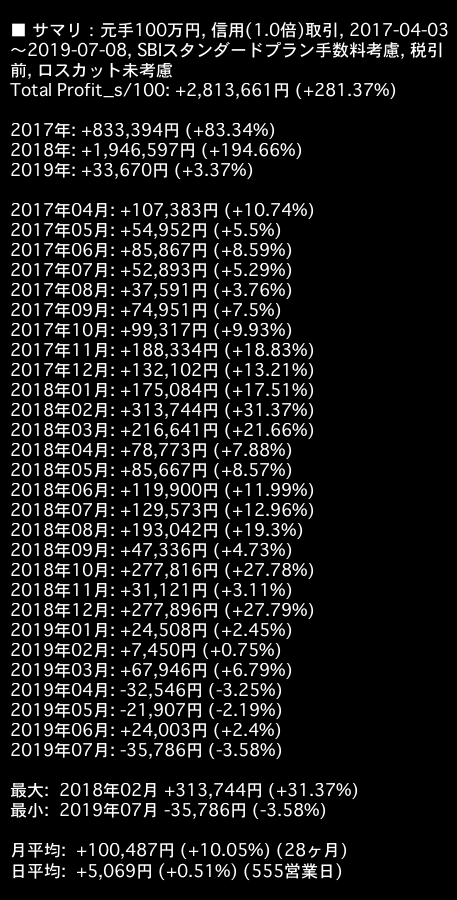 ■ サマリ：元手100万円, 信用(1.0倍)取引, 2017-04-03
～2019-07-08, SBIスタンダードプラン手数料考慮, 税引
前, ロスカット未考慮
Total Profit_s/100: +2,813,661円 (+281.37%)
2017年: +833,394円 (+83.34%)
2018年: +1,946,597円 (+194.66%)
2019年: +33,670円 (+3.37%)
2017年04月: +107,383円 (+10.74%)
2017年05月: +54,952円 (+5.5%)
2017年06月: +85,867円 (+8.59%)
2017年07月: +52,893円 (+5.29%)
2017年08月: +37,591円 (+3.76%)
2017年09月: +74,951円 (+7.5%)
2017年10月: +99,317円 (+9.93%)
2017年11月: +188,334円 (+18.83%)
2017年12月: +132,102円 (+13.21%)
2018年01月: +175,084円 (+17.51%)
2018年02月: +313,744円 (+31.37%)
2018年03月: +216,641円 (+21.66%)
2018年04月: +78,773円 (+7.88%)
2018年05月: +85,667円 (+8.57%)
2018年06月: +119,900円 (+11.99%)
2018年07月: +129,573円 (+12.96%)
2018年08月: +193,042円 (+19.3%)
2018年09月: +47,336円 (+4.73%)
2018年10月: +277,816円 (+27.78%)
2018年11月: +31,121円 (+3.11%)
2018年12月: +277,896円 (+27.79%)
2019年01月: +24,508円 (+2.45%)
2019年02月: +7,450円 (+0.75%)
2019年03月: +67,946円 (+6.79%)
2019年04月: -32,546円 (-3.25%)
2019年05月: -21,907円 (-2.19%)
2019年06月: +24,003円 (+2.4%)
2019年07月: -35,786円 (-3.58%)
最大: 2018年02月 +313,744円 (+31.37%)
最小: 2019年07月 -35,786円 (-3.58%)
月平均: +100,487円 (+10.05%) (28ヶ月)
日平均: +5,069円 (+0.51%) (555営業日)